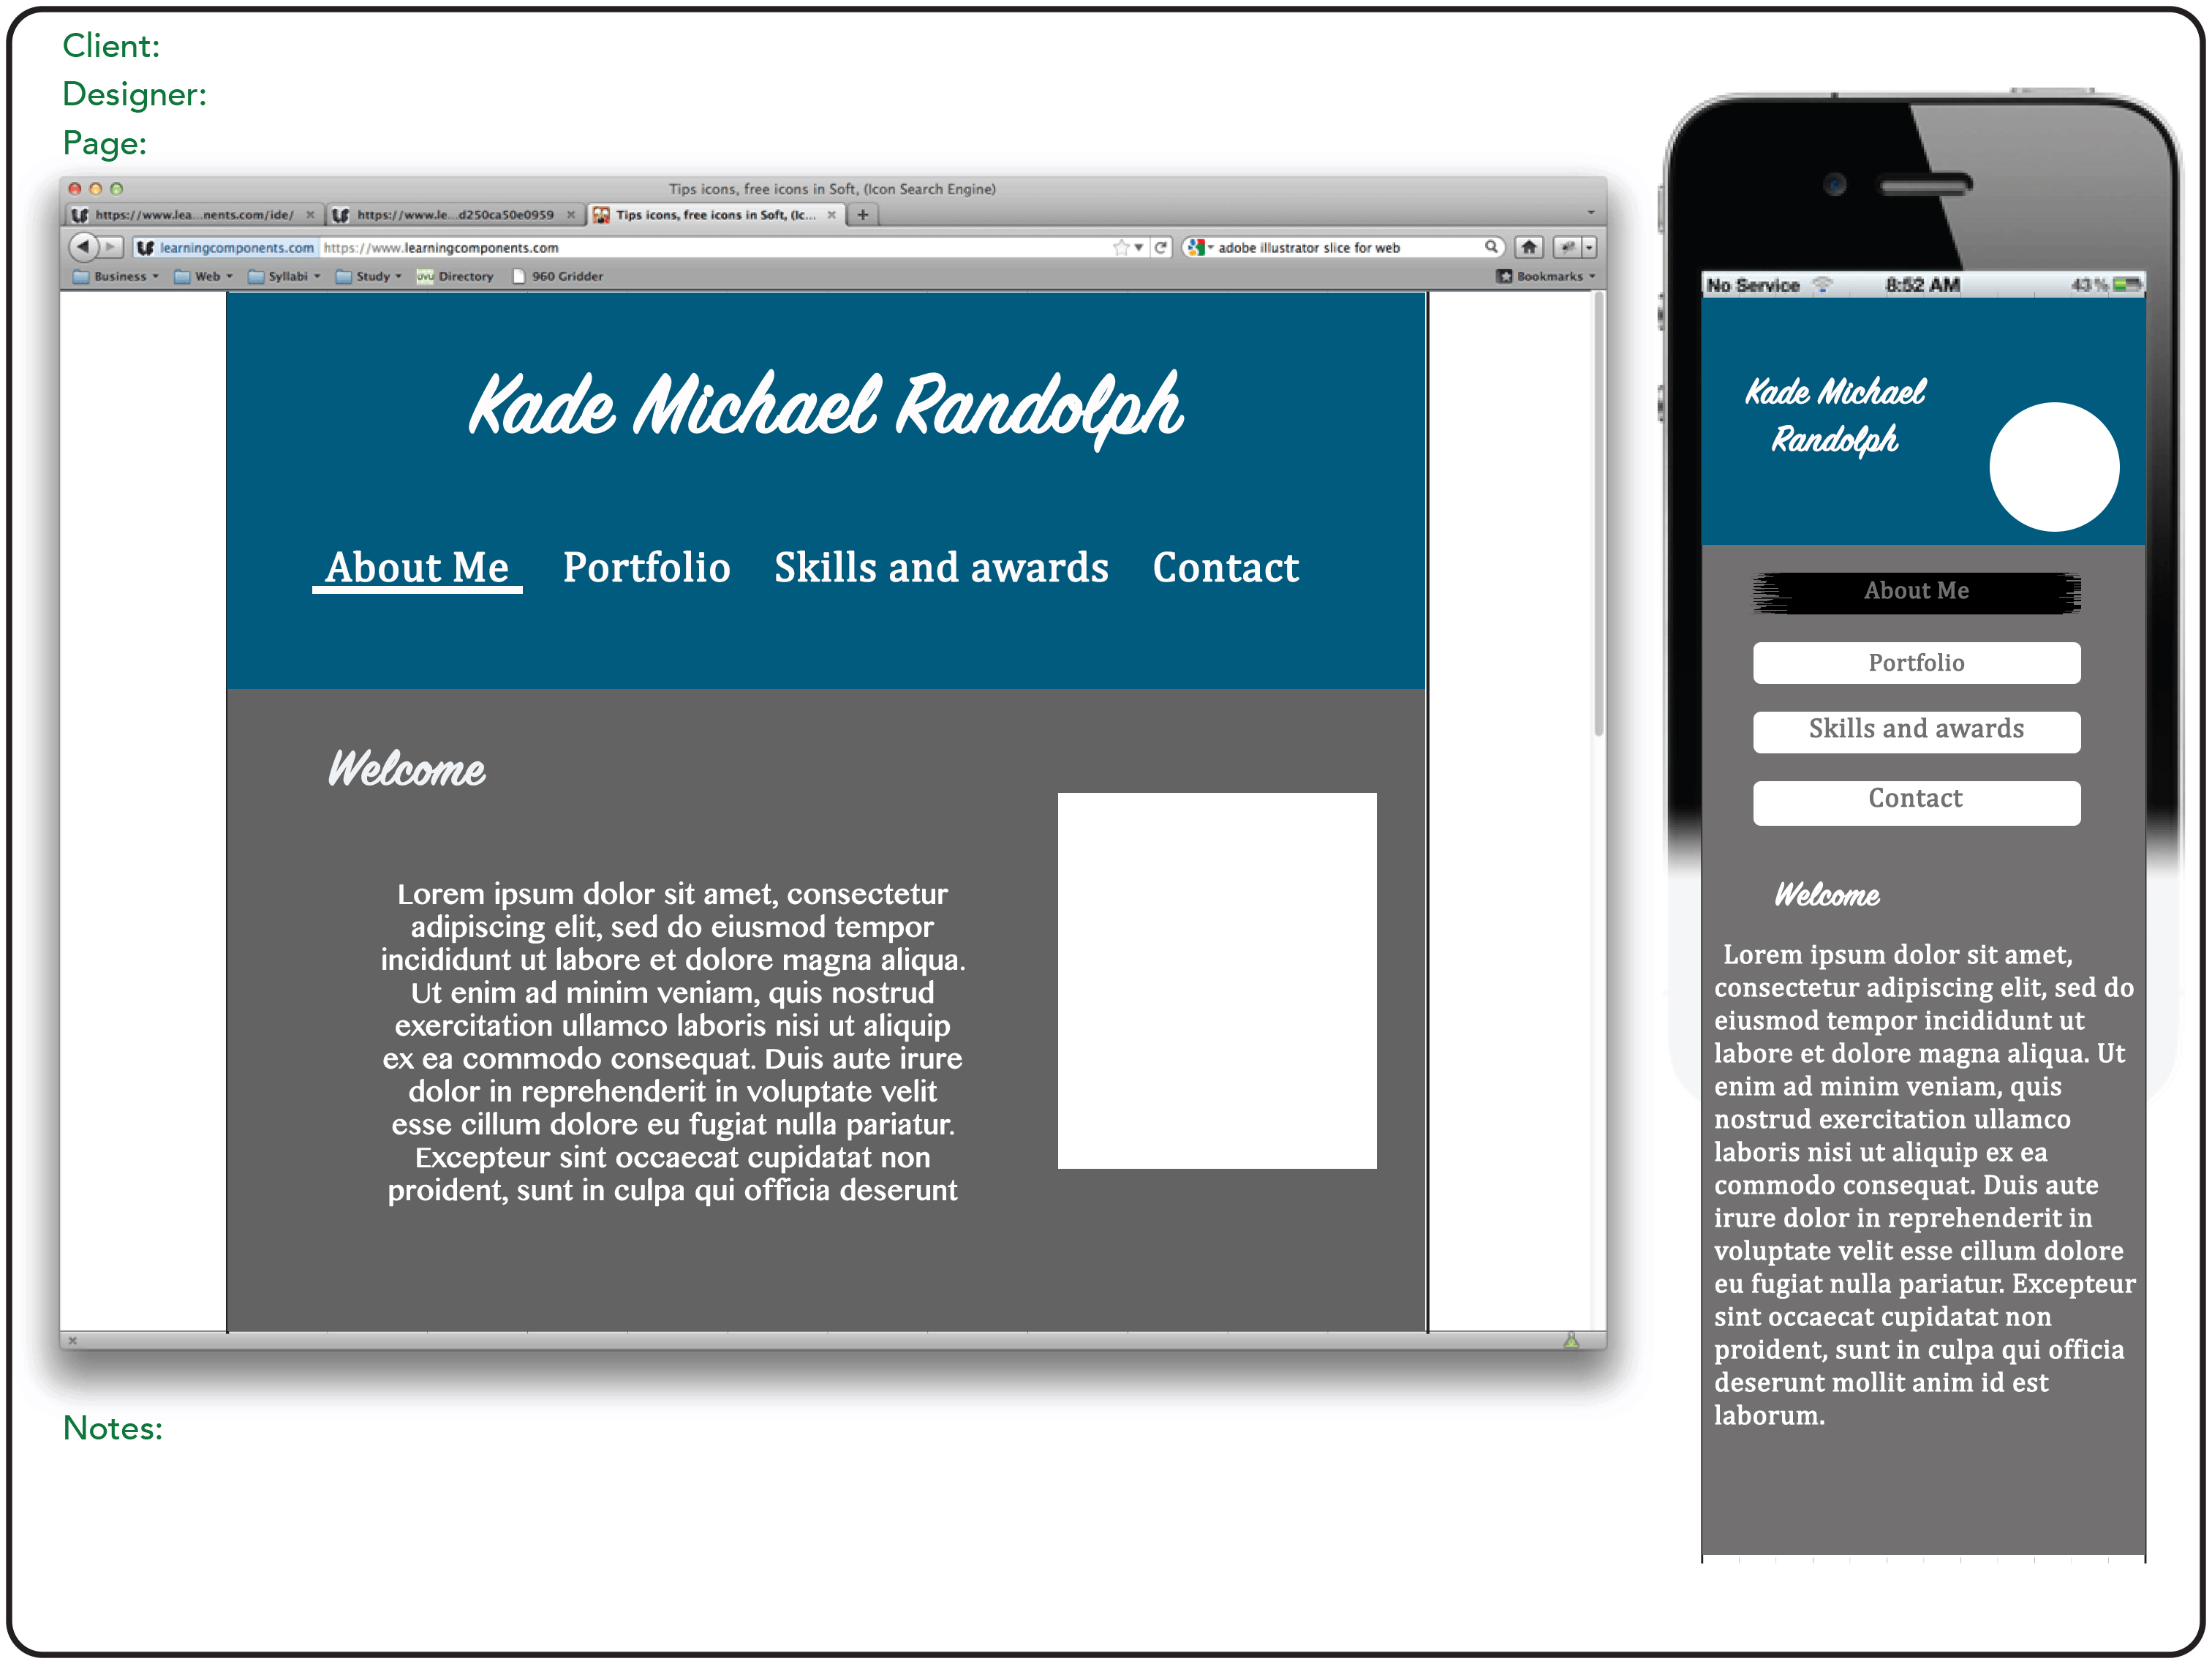 Client:
Designer:
Page:
Tips icons, free icons in Soft, (Icon Search Engine)
https://www.lea...nents.com/ide/
https://www.le...d250ca50e0959
Tips icons, free icons in Soft, (Ic...
learningcomponents.com
https://www.learningcomponents.com
adobe illustrator slice for web
Business
Web
Syllabi
Study
uvu Directory
960 Gridder
Bookmarks
Kade Michael Randolph
About Me
Portfolio
Skills and awards
Contact
Welcome
Lorem ipsum dolor sit amet, consectetur
adipiscing elit, sed do eiusmod tempor
incididunt ut labore et dolore magna aliqua.
Ut enim ad minim veniam, quis nostrud
exercitation ullamco laboris nisi ut aliquip
ex ea commodo consequat. Duis aute irure
dolor in reprehenderit in voluptate velit
esse cillum dolore eu fugiat nulla pariatur.
Excepteur sint occaecat cupidatat non
proident, sunt in culpa qui officia deserunt
Notes:
No Service
8:52 AM
43%
Kade Michael
Randolph
About Me
Portfolio
Skills and awards
Contact
Welcome
Lorem ipsum dolor sit amet,
consectetur adipiscing elit, sed do
eiusmod tempor incididunt ut
labore et dolore magna aliqua. Ut
enim ad minim veniam, quis
nostrud exercitation ullamco
laboris nisi ut aliquip ex ea
commodo consequat. Duis aute
irure dolor in reprehenderit in
voluptate velit esse cillum dolore
eu fugiat nulla pariatur. Excepteur
sint occaecat cupidatat non
proident, sunt in culpa qui officia
deserunt mollit anim id est
laborum.